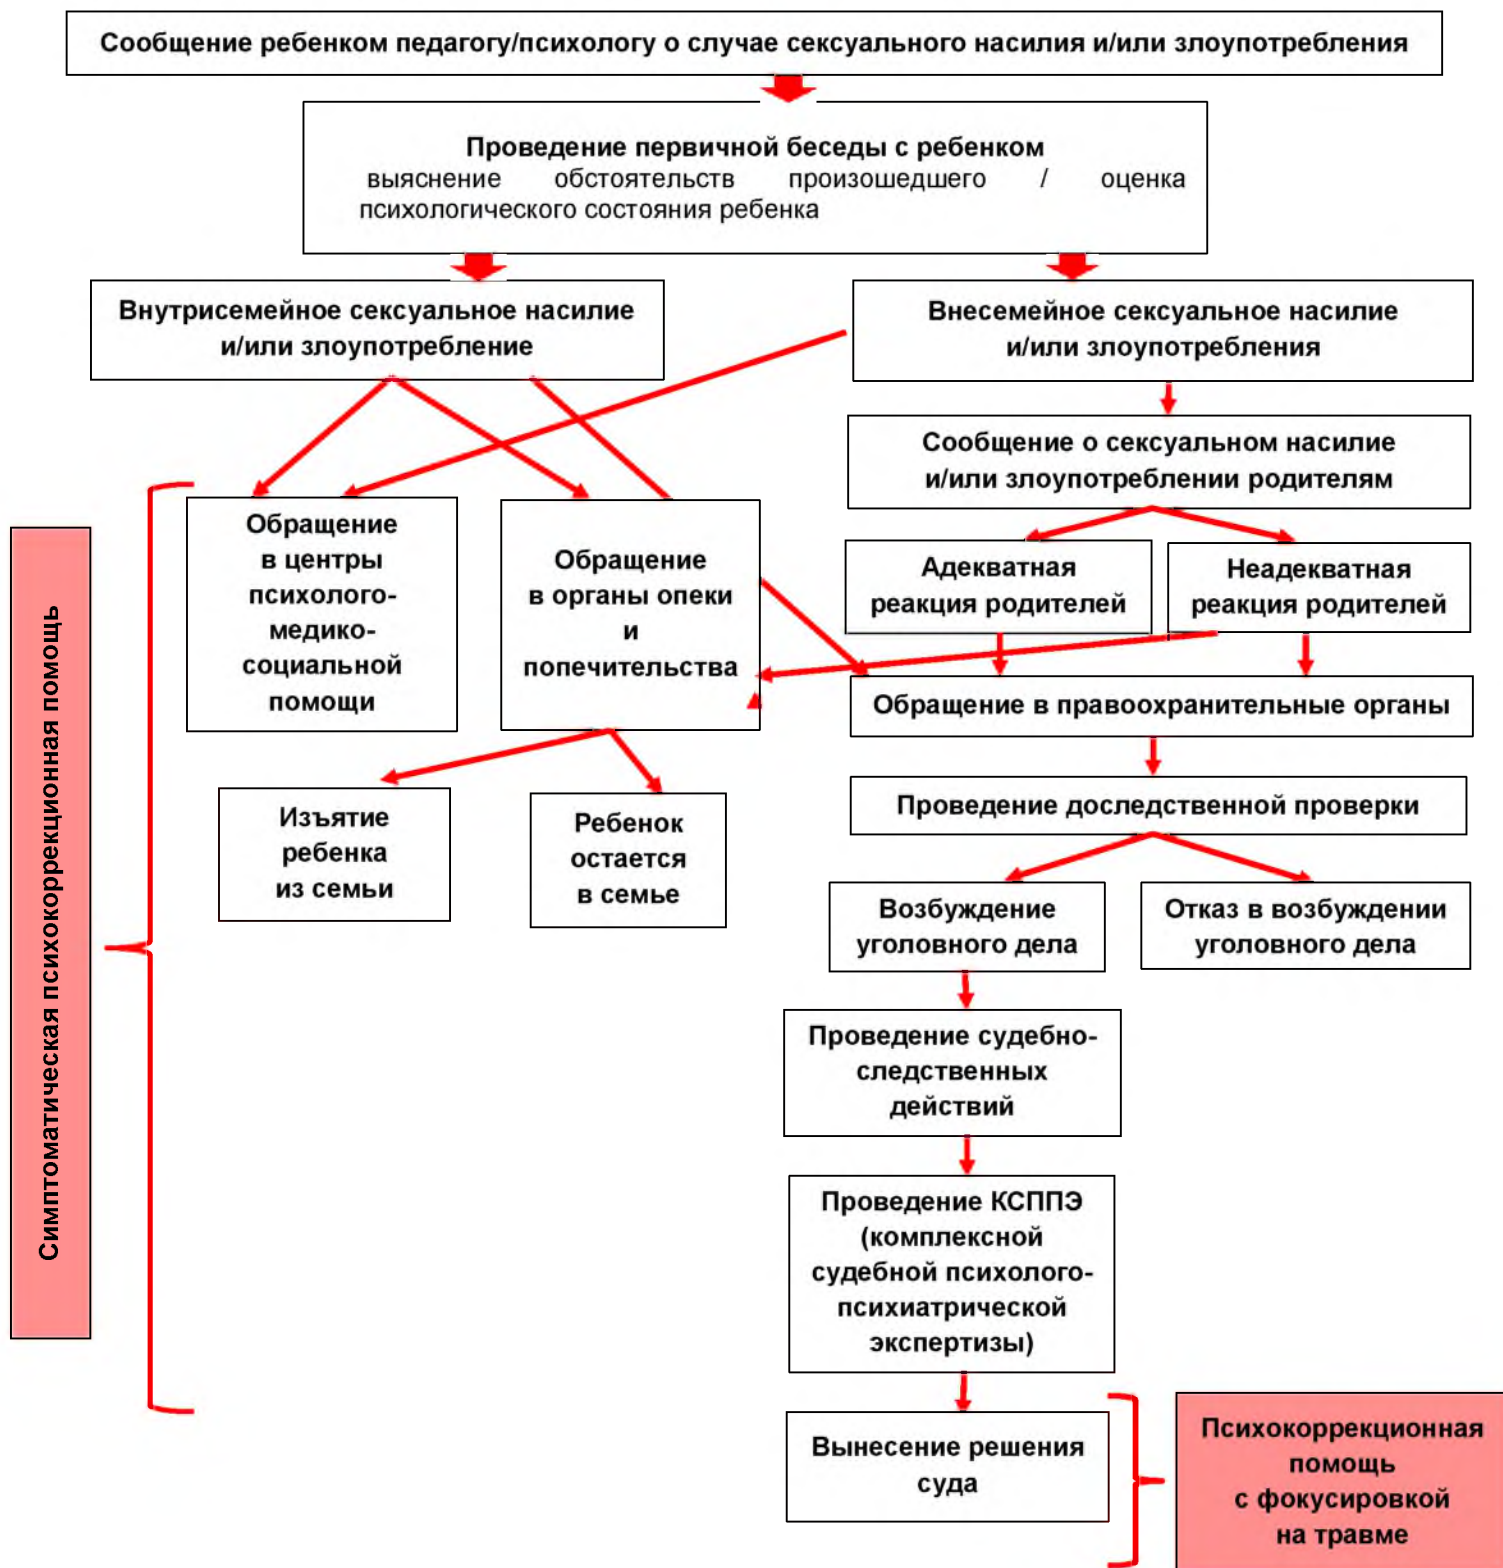 Сообщение ребенком педагогу/психологу о случае сексуального насилия и/или злоупотребления
Проведение первичной беседы с ребенком
выяснение обстоятельств произошедшего / оценка
психологического состояния ребенка
Внутрисемейное сексуальное насилие
и/или злоупотребление
Внесемейное сексуальное насилие
и/или злоупотребления
Сообщение о сексуальном насилие
и/или злоупотреблении родителям
Обращение
в центры
психолого-
медико-
социальной
помощи
Обращение
в органы опеки
и
попечительства
Адекватная
реакция родителей
Неадекватная
реакция родителей
Обращение в правоохранительные органы
Изъятие
ребенка
из семьи
Ребенок
остается
в семье
Проведение доследственной проверки
Возбуждение
уголовного дела
Отказ в возбуждении
уголовного дела
Проведение судебно-
следственных
действий
Проведение КСППЭ
(комплексной
судебной психолого-
психиатрической
экспертизы)
Вынесение решения
суда
Симптоматическая психокоррекционная помощь
Психокоррекционная
помощь
с фокусировкой
на травме